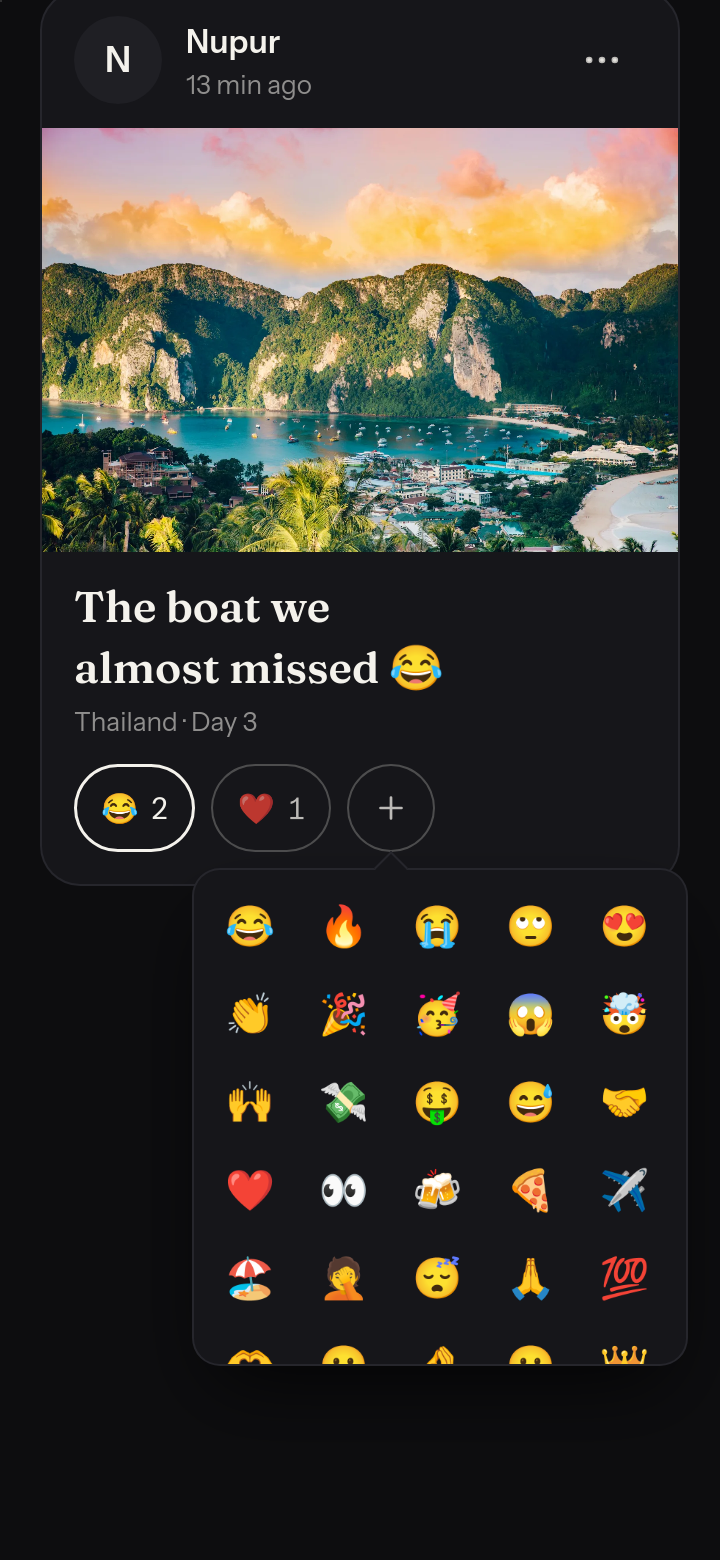 N
Nupur
13 min ago
The boat we
almost missed 😂
Thailand · Day 3
😂 2 ❤️ 1 +